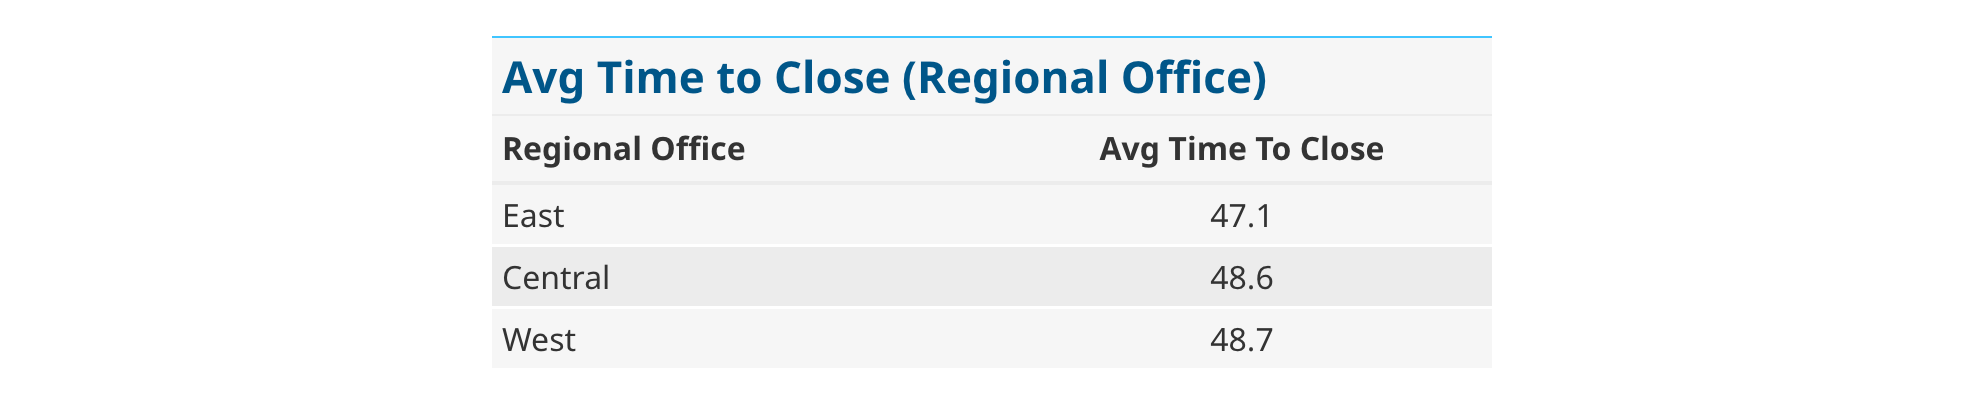 Avg Time to Close (Regional Office)
Regional Office Avg Time To Close
East 47.1
Central 48.6
West 48.7